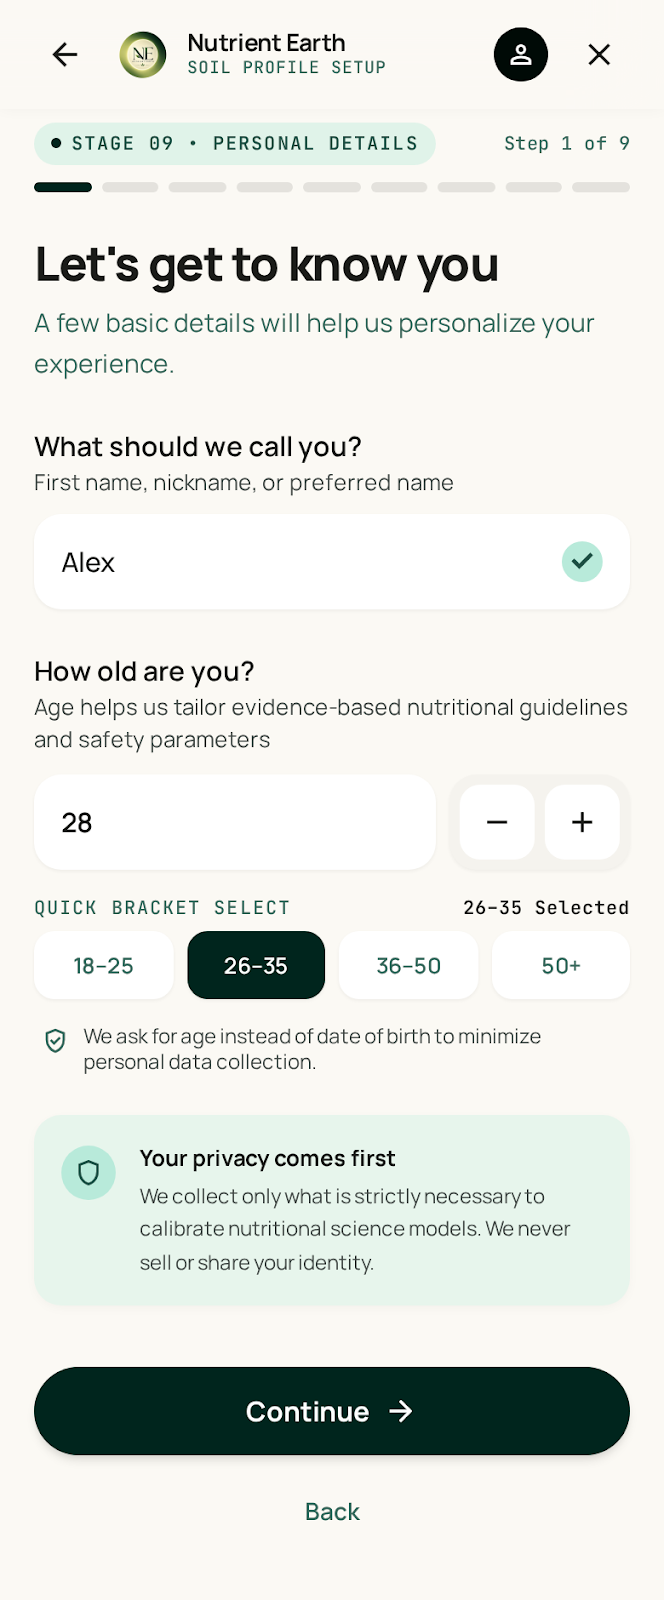 Nutrient Earth
SOIL PROFILE SETUP
NE
STAGE 09 • PERSONAL DETAILS
Step 1 of 9
Let's get to know you
A few basic details will help us personalize your
experience.
What should we call you?
First name, nickname, or preferred name
Alex
How old are you?
Age helps us tailor evidence-based nutritional guidelines
and safety parameters
28
QUICK BRACKET SELECT
26–35 Selected
18–25
26–35
36–50
50+
We ask for age instead of date of birth to minimize
personal data collection.
Your privacy comes first
We collect only what is strictly necessary to
calibrate nutritional science models. We never
sell or share your identity.
Continue
Back